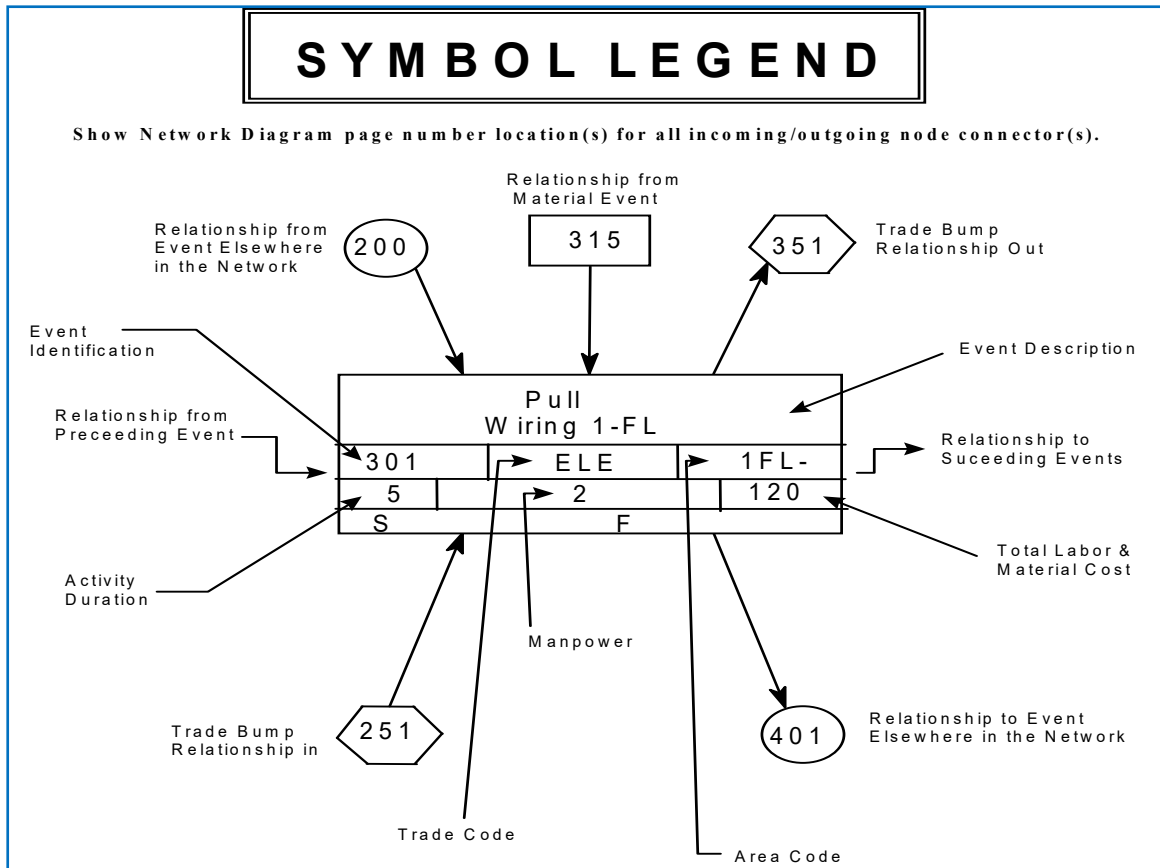 SYMBOL LEGEND
Show Network Diagram page number location(s) for all incoming/outgoing node connector(s).
Relationship from
Material Event
315
Relationship from
Event Elsewhere
in the Network
200
351
Trade Bump
Relationship Out
Event
Identification
Event Description
Pull
Wiring 1-FL
Relationship from
Preceeding Event
301
ELE
1FL-
Relationship to
Suceeding Events
5
2
120
S
F
Activity
Duration
Total Labor &
Material Cost
Manpower
Trade Bump
Relationship in
251
401
Relationship to Event
Elsewhere in the Network
Trade Code
Area Code